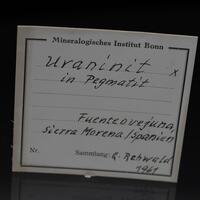 Mineralogisches Institut Bonn
Uraninit x
in Pegmatit
Fuenteovejuna,
Sierra Morena/Spanien
Nr. Sammlung: G. Rehwald
1961